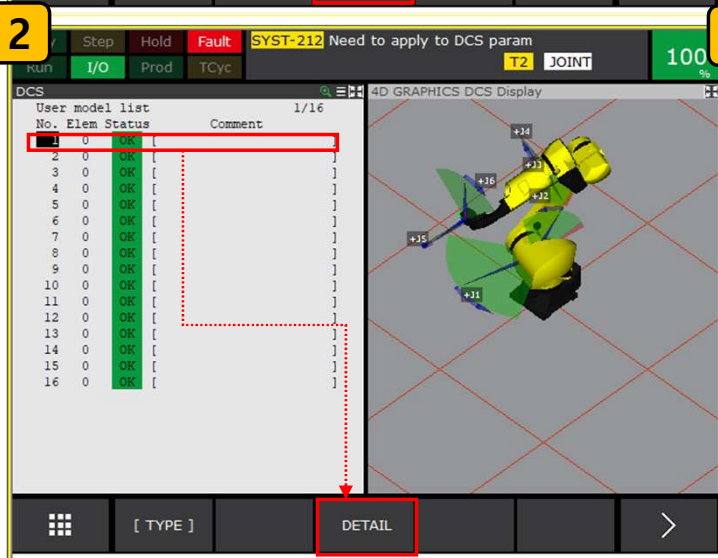 2
Step Hold Fault SYST-212 Need to apply to DCS param
Run I/O Prod TCyc T2 JOINT 100 %
DCS 4D GRAPHICS DCS Display
User model list 1/16
No. Elem Status Comment
1 0 OK [ ]
2 0 OK [ ]
3 0 OK [ ]
4 0 OK [ ]
5 0 OK [ ]
6 0 OK [ ]
7 0 OK [ ]
8 0 OK [ ]
9 0 OK [ ]
10 0 OK [ ]
11 0 OK [ ]
12 0 OK [ ]
13 0 OK [ ]
14 0 OK [ ]
15 0 OK [ ]
16 0 OK [ ]
+J4
+J3
+J6
+J2
+J5
+J1
[ TYPE ] DETAIL